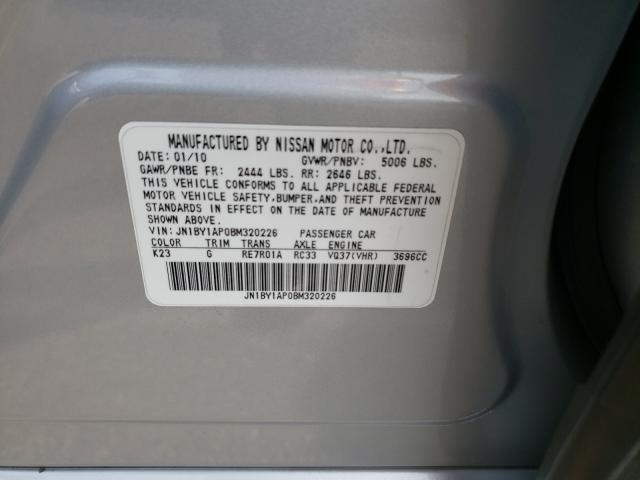 MANUFACTURED BY NISSAN MOTOR CO.,LTD.
DATE: 01/10 GVWR/PNBV: 5006 LBS.
GAWR/PNBE FR: 2444 LBS. RR: 2646 LBS.
THIS VEHICLE CONFORMS TO ALL APPLICABLE FEDERAL
MOTOR VEHICLE SAFETY,BUMPER,AND THEFT PREVENTION
STANDARDS IN EFFECT ON THE DATE OF MANUFACTURE
SHOWN ABOVE.
VIN: JN1BY1AP0BM320226 PASSENGER CAR
COLOR TRIM TRANS AXLE ENGINE
K23 G RE7R01A RC33 VQ37(VHR) 3696CC
JN1BY1AP0BM320226